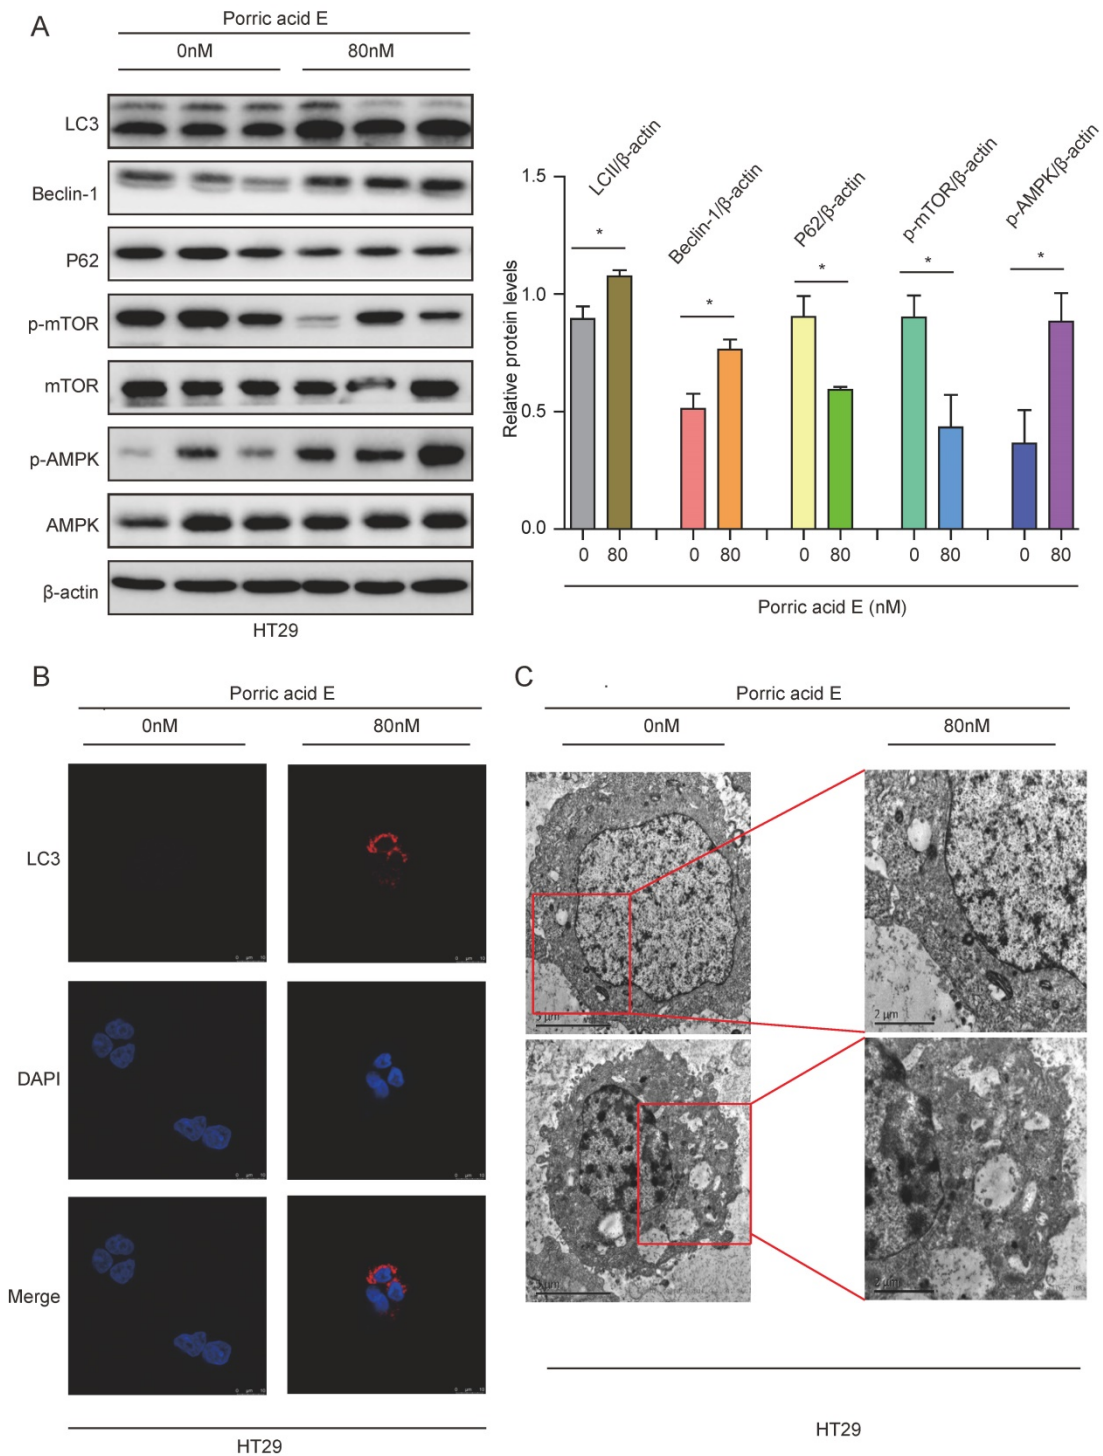 A
Porric acid E
0nM 80nM
LC3
Beclin-1
P62
p-mTOR
mTOR
p-AMPK
AMPK
β-actin
HT29
LCII/β-actin
Beclin-1/β-actin
P62/β-actin
p-mTOR/β-actin
p-AMPK/β-actin
Relative protein levels
1.5
1.0
0.5
0.0
* * * * *
0 80 0 80 0 80 0 80 0 80
Porric acid E (nM)
B
Porric acid E
0nM 80nM
LC3
DAPI
Merge
HT29
C
Porric acid E
0nM 80nM
5 µm
2 µm
2 µm
HT29